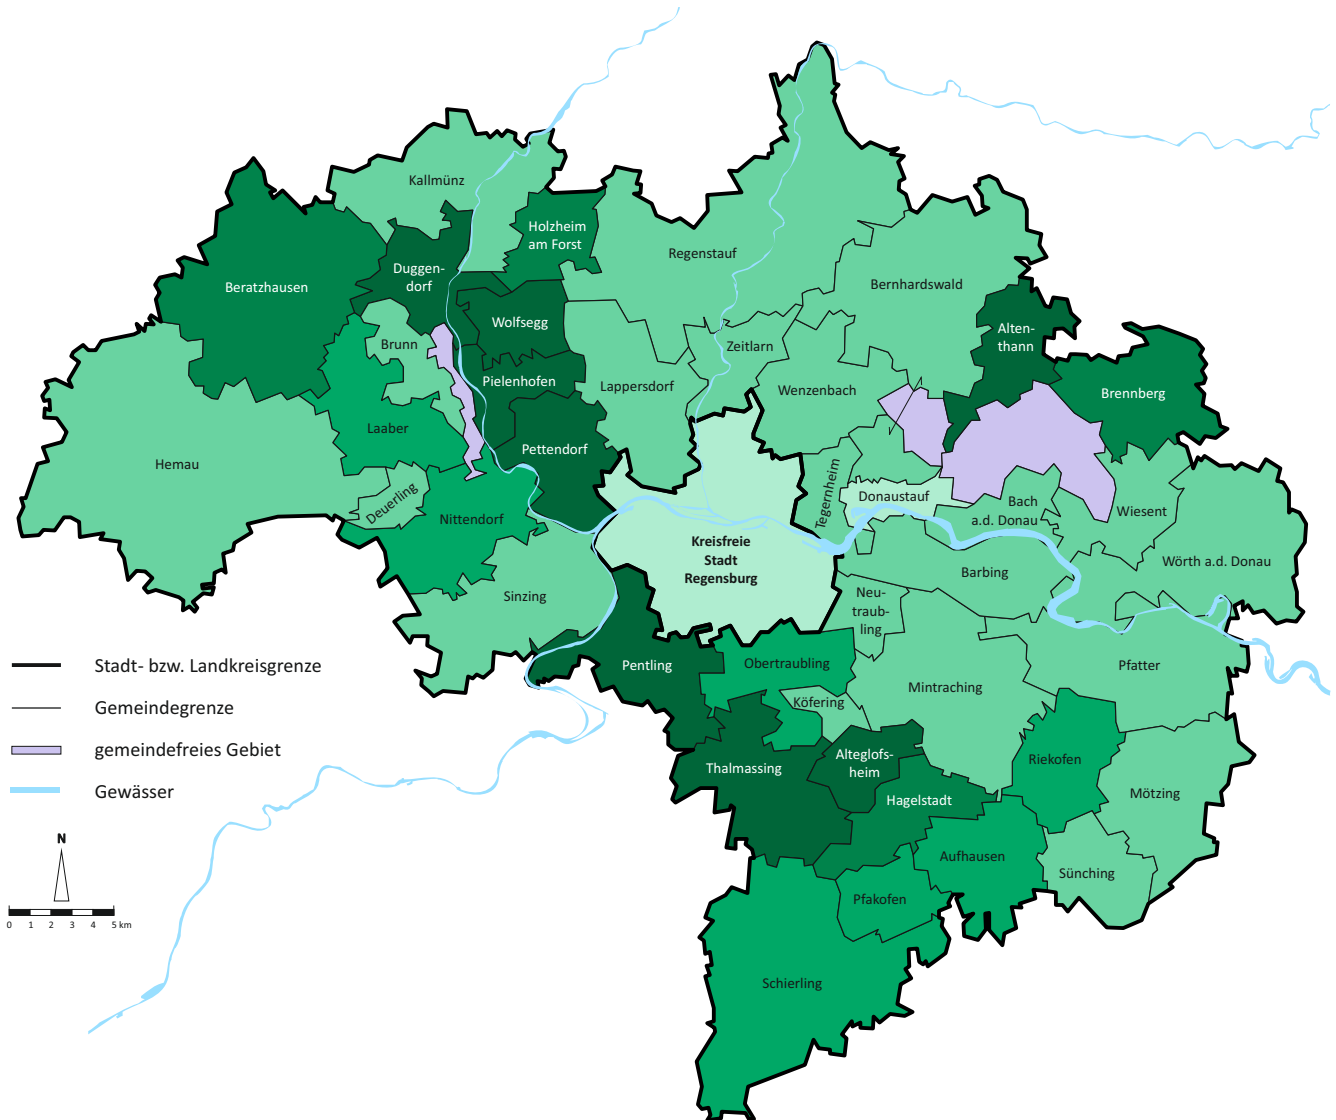 Kallmünz
Holzheim
am Forst
Regenstauf
Duggen-
dorf
Beratzhausen
Bernhardswald
Wolfsegg
Alten-
thann
Brunn
Zeitlarn
Pielenhofen
Lappersdorf
Wenzenbach
Brennberg
Laaber
Pettendorf
Hemau
Tegernheim
Donaustauf
Deuerling
Nittendorf
Bach
a.d. Donau
Wiesent
Kreisfreie
Stadt
Regensburg
Wörth a.d. Donau
Barbing
Sinzing
Neu-
traub-
ling
Stadt- bzw. Landkreisgrenze
Pentling
Obertraubling
Pfatter
Mintraching
Gemeindegrenze
Köfering
gemeindefreies Gebiet
Alteglofs-
heim
Thalmassing
Riekofen
Gewässer
Hagelstadt
Mötzing
N
Aufhausen
Sünching
Pfakofen
0 1 2 3 4 5 km
Schierling